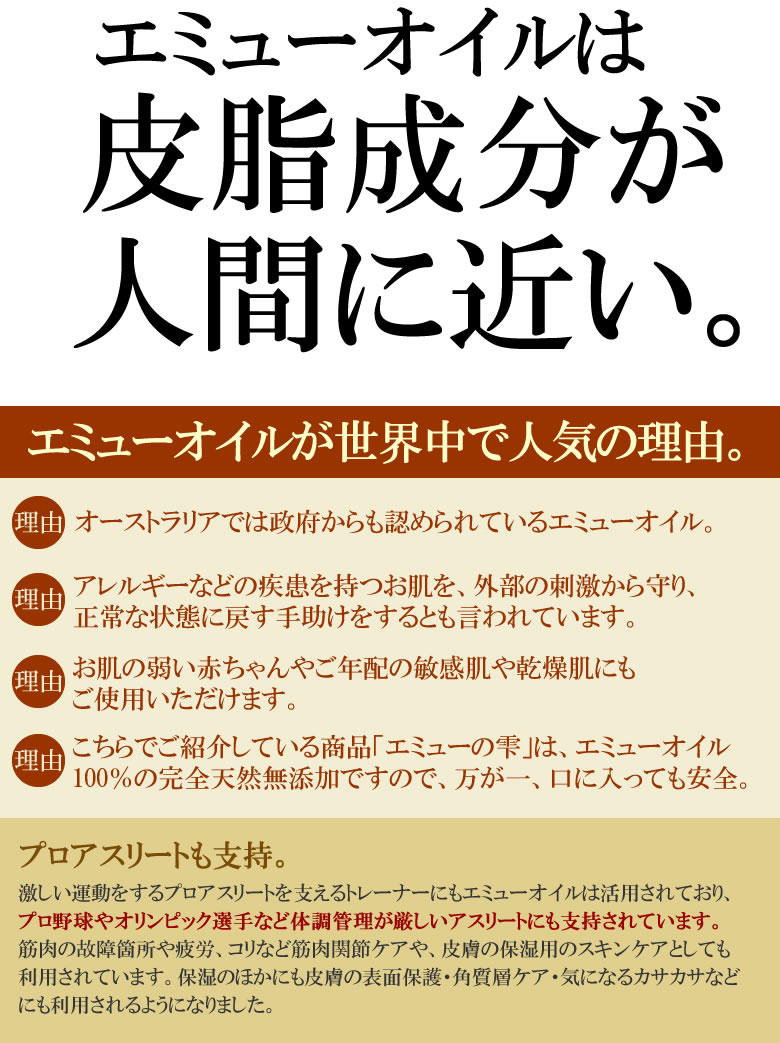 エミューオイルは
皮脂成分が
人間に近い。
エミューオイルが世界中で人気の理由。
理由 オーストラリアでは政府からも認められているエミューオイル。
理由 アレルギーなどの疾患を持つお肌を、外部の刺激から守り、
正常な状態に戻す手助けをするとも言われています。
理由 お肌の弱い赤ちゃんやご年配の敏感肌や乾燥肌にも
ご使用いただけます。
理由 こちらでご紹介している商品「エミューの雫」は、エミューオイル
100%の完全天然無添加ですので、万が一、口に入っても安全。
プロアスリートも支持。
激しい運動をするプロアスリートを支えるトレーナーにもエミューオイルは活用されており、
プロ野球やオリンピック選手など体調管理が厳しいアスリートにも支持されています。
筋肉の故障箇所や疲労、コリなど筋肉関節ケアや、皮膚の保湿用のスキンケアとしても
利用されています。保湿のほかにも皮膚の表面保護・角質層ケア・気になるカサカサなど
にも利用されるようになりました。